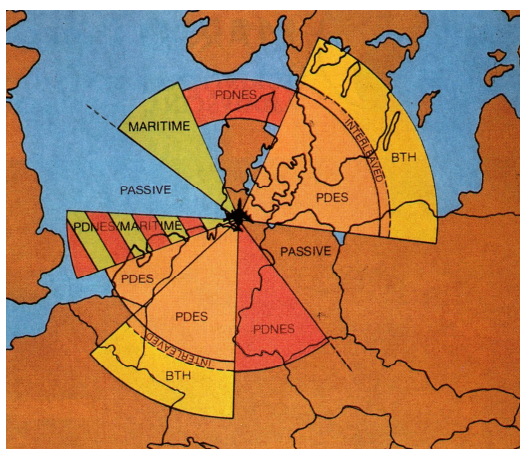 PDNES
MARITIME
INTERLEAVED
BTH
PASSIVE
PDES
PDNES/MARITIME
PASSIVE
PDES
PDES
PDNES
INTERLEAVED
BTH